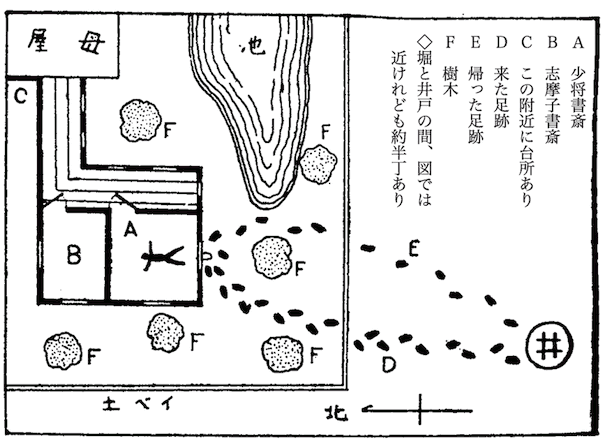 A 少将書斎
B 志摩子書斎
C この附近に台所あり
D 来た足跡
E 帰った足跡
F 樹木
◇堀と井戸の間、図では
近けれども約半丁あり
母屋
池
C
F
F
A
B
F
E
F
F
F
D
井
土ベイ
北